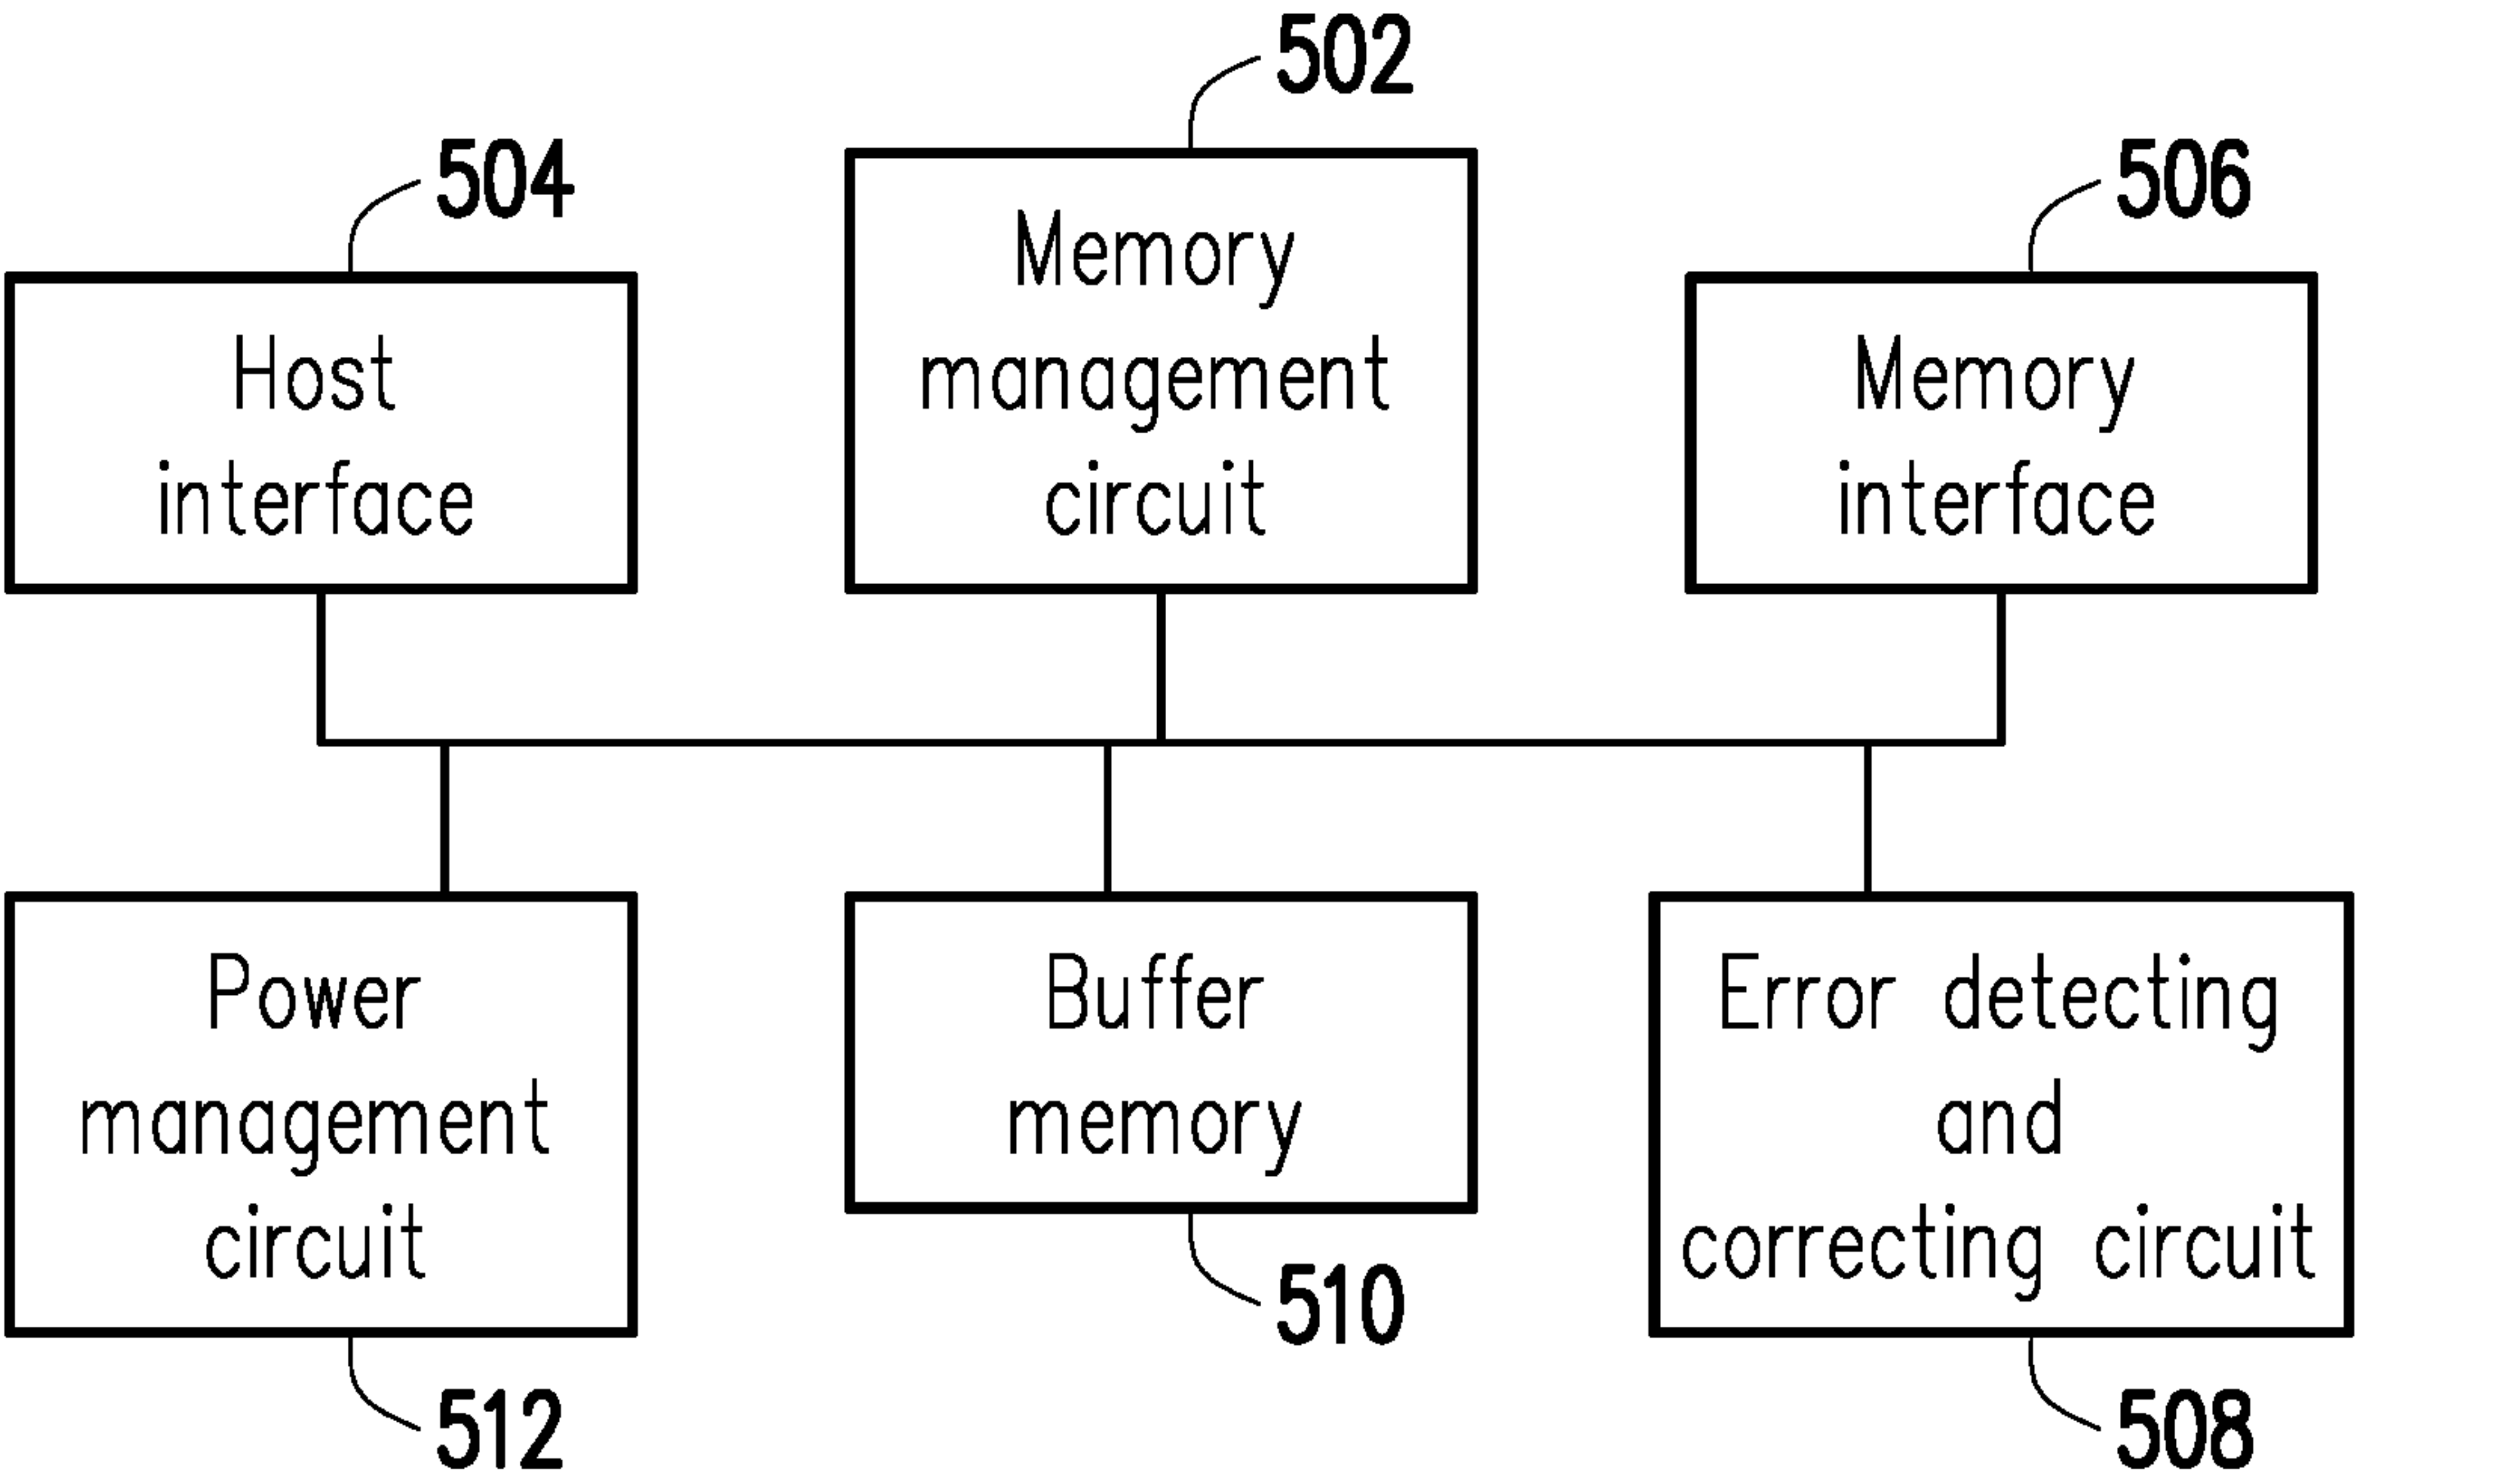 502
504
506
Memory
management
circuit
Host
interface
Memory
interface
Power
management
circuit
Buffer
memory
Error detecting
and
correcting circuit
510
512
508